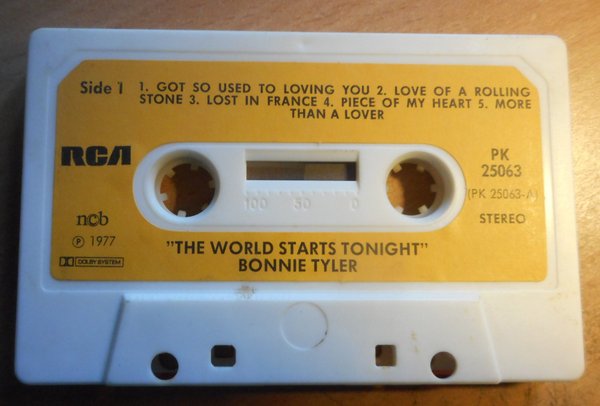 Side 1
1. GOT SO USED TO LOVING YOU 2. LOVE OF A ROLLING
STONE 3. LOST IN FRANCE 4. PIECE OF MY HEART 5. MORE
THAN A LOVER
RCA
PK
25063
(PK 25063-A)
STEREO
100 50 0
ncb
℗ 1977
DOLBY SYSTEM
"THE WORLD STARTS TONIGHT"
BONNIE TYLER